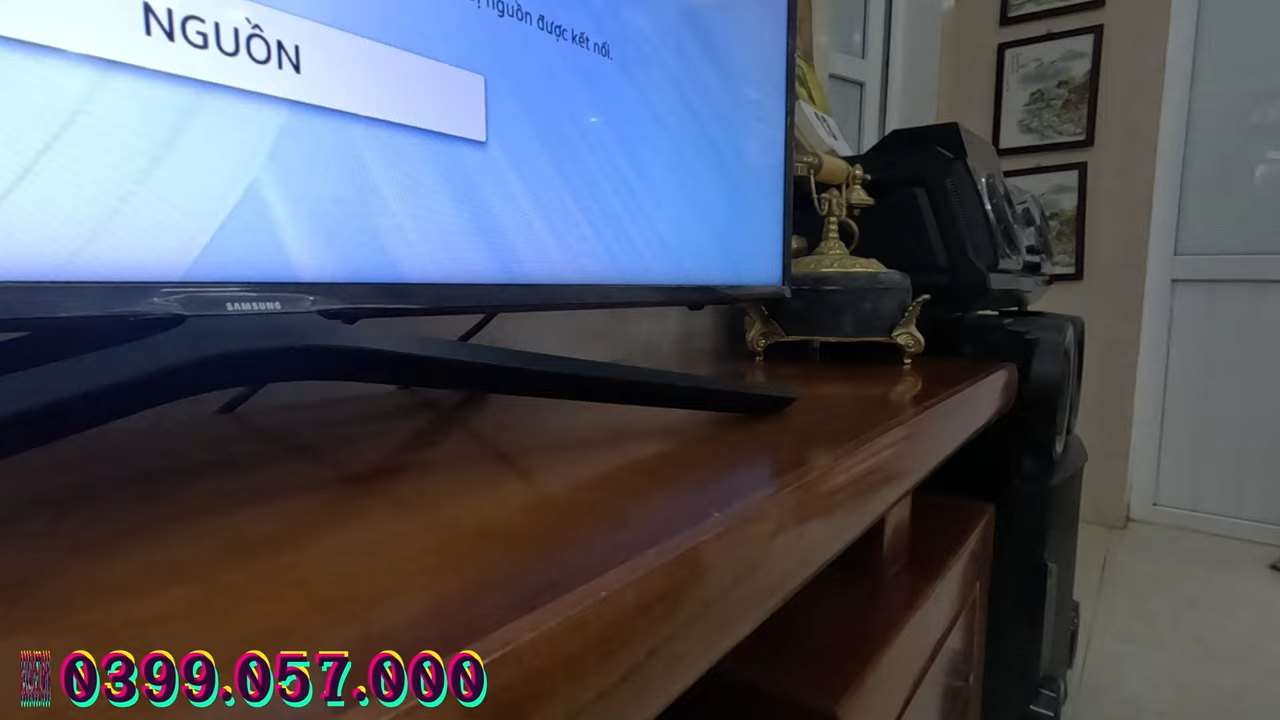 nguồn được kết nối.
NGUỒN
SAMSUNG
0399.057.000